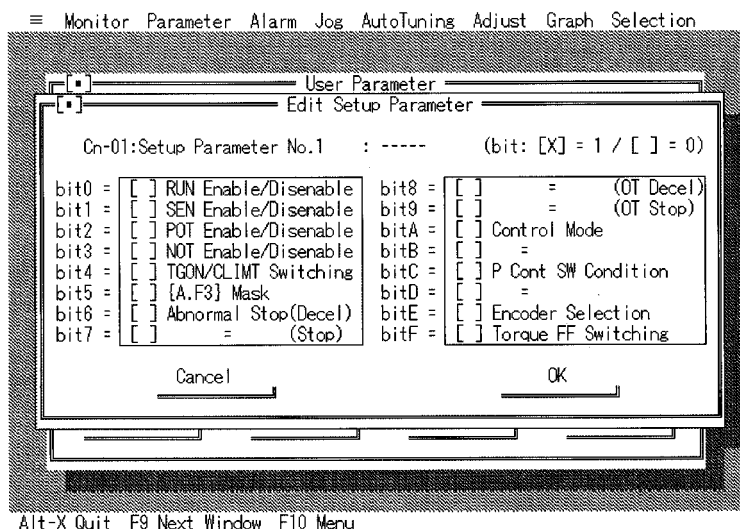 ≡ Monitor Parameter Alarm Jog AutoTuning Adjust Graph Selection
[▪] User Parameter
[▪] Edit Setup Parameter
Cn-01:Setup Parameter No.1 : ----- (bit: [X] = 1 / [ ] = 0)
bit0 = [ ] RUN Enable/Disenable bit8 = [ ] = (OT Decel)
bit1 = [ ] SEN Enable/Disenable bit9 = [ ] = (OT Stop)
bit2 = [ ] POT Enable/Disenable bitA = [ ] Control Mode
bit3 = [ ] NOT Enable/Disenable bitB = [ ] =
bit4 = [ ] TGON/CLIMT Switching bitC = [ ] P Cont SW Condition
bit5 = [ ] {A.F3} Mask bitD = [ ] =
bit6 = [ ] Abnormal Stop(Decel) bitE = [ ] Encoder Selection
bit7 = [ ] = (Stop) bitF = [ ] Torque FF Switching
Cancel OK
Alt-X Quit F9 Next Window F10 Menu